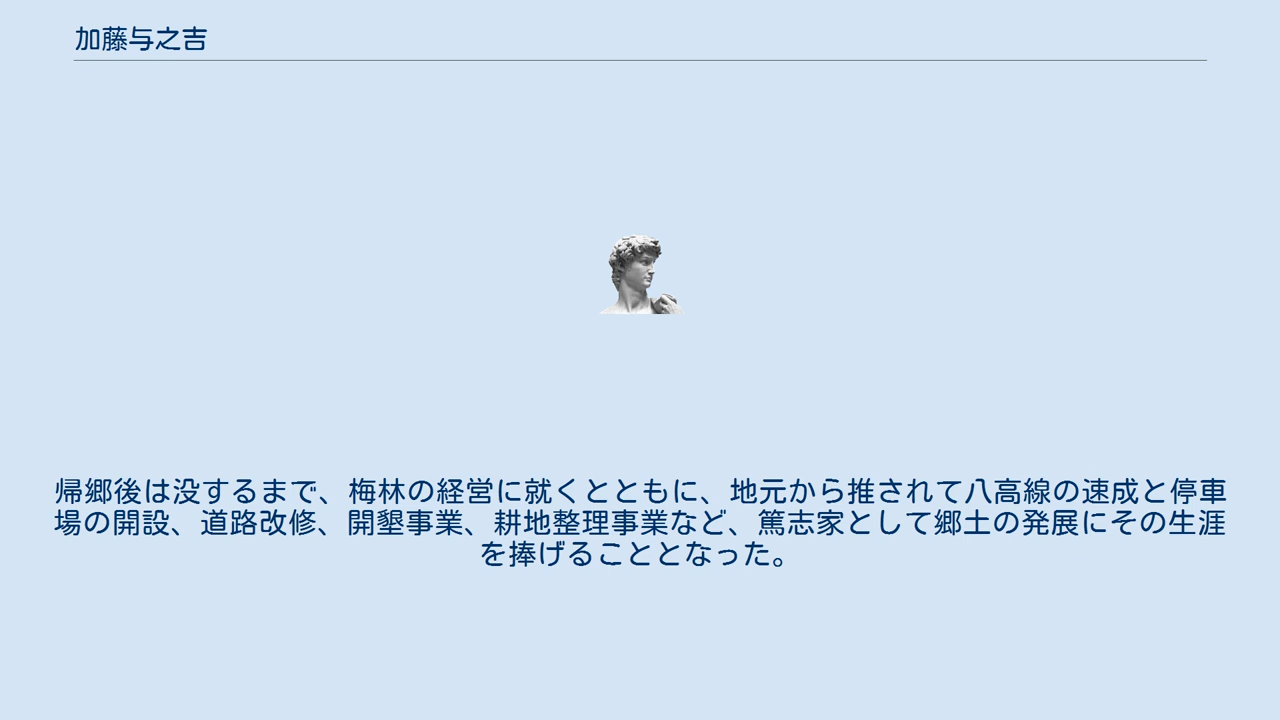 加藤与之吉
帰郷後は没するまで、梅林の経営に就くとともに、地元から推されて八高線の速成と停車
場の開設、道路改修、開墾事業、耕地整理事業など、篤志家として郷土の発展にその生涯
を捧げることとなった。